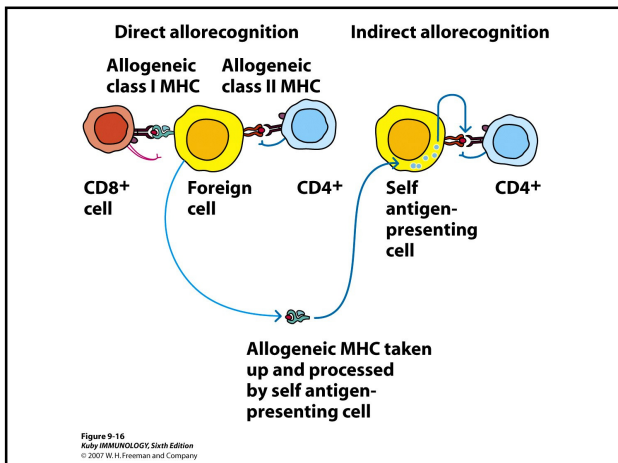 Direct allorecognition
Indirect allorecognition
Allogeneic
class I MHC
Allogeneic
class II MHC
CD8+
cell
Foreign
cell
CD4+
Self
antigen-
presenting
cell
CD4+
Allogeneic MHC taken
up and processed
by self antigen-
presenting cell
Figure 9-16
Kuby IMMUNOLOGY, Sixth Edition
© 2007 W. H. Freeman and Company